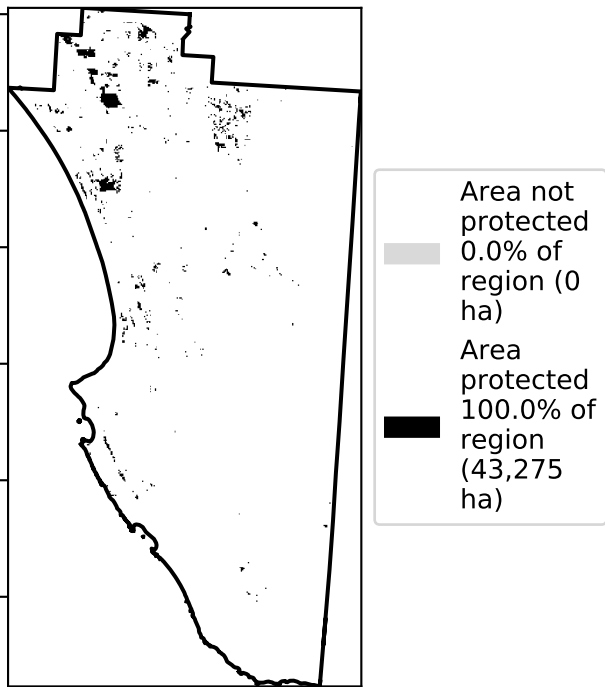 Area not
protected
0.0% of
region (0
ha)
Area
protected
100.0% of
region
(43,275
ha)